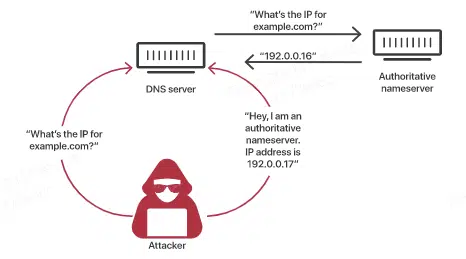 “What's the IP for
example.com?”
“192.0.0.16”
DNS server
Authoritative
nameserver
“What's the IP for
example.com?”
“Hey, I am an
authoritative
nameserver.
IP address is
192.0.0.17”
Attacker